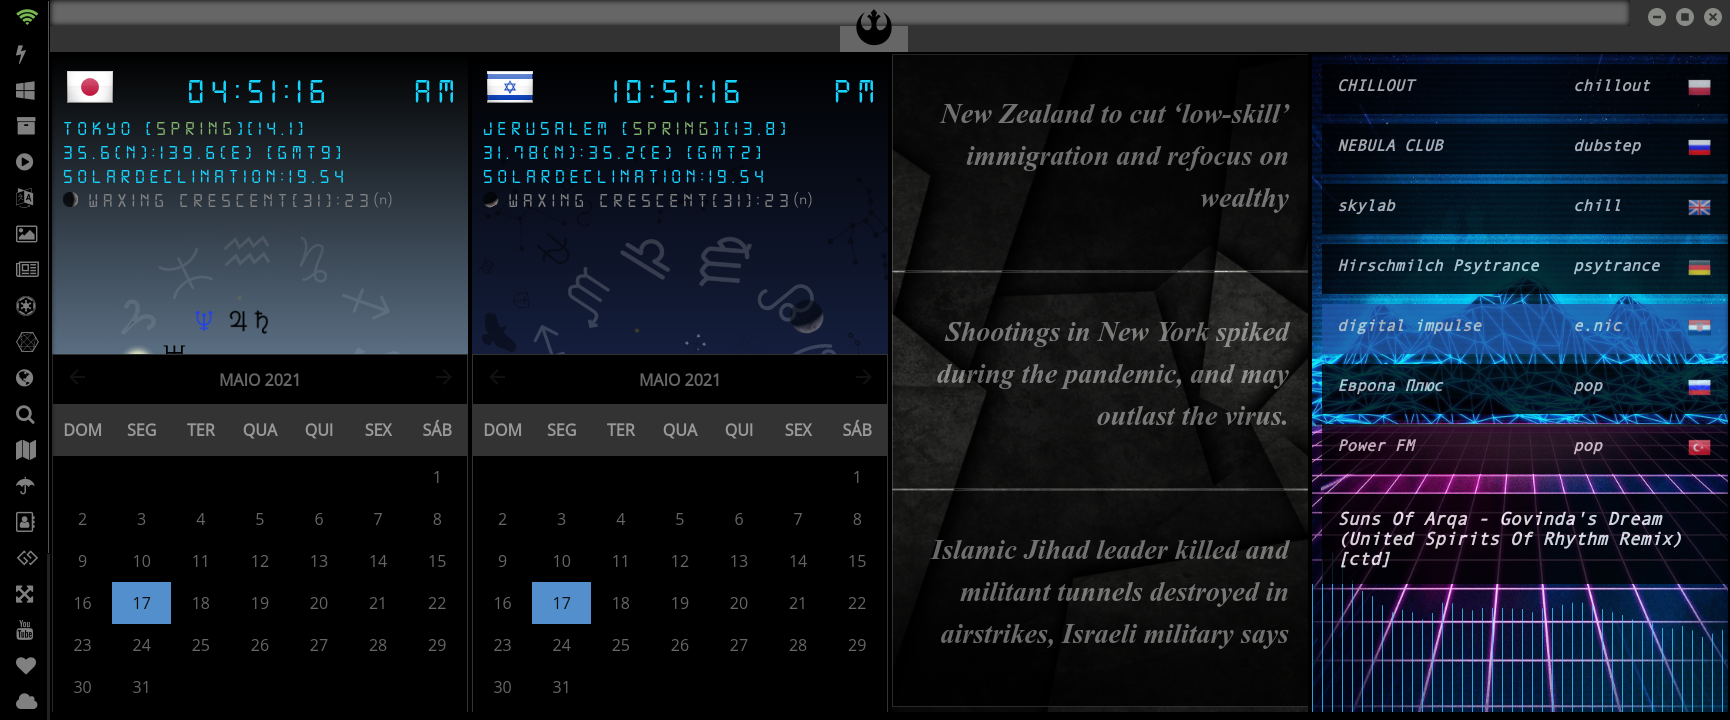 04:51:16 AM
TOKYO [SPRING][14.1]
35.6(N):139.6(E) [GMT9]
SOLARDECLINATION:19.54
WAXING CRESCENT(31):23(n)
MAIO 2021
DOM SEG TER QUA QUI SEX SÁB
1
2 3 4 5 6 7 8
9 10 11 12 13 14 15
16 17 18 19 20 21 22
23 24 25 26 27 28 29
30 31
10:51:16 PM
JERUSALEM [SPRING][13.8]
31.78(N):35.2(E) [GMT2]
SOLARDECLINATION:19.54
WAXING CRESCENT(31):23(n)
MAIO 2021
DOM SEG TER QUA QUI SEX SÁB
1
2 3 4 5 6 7 8
9 10 11 12 13 14 15
16 17 18 19 20 21 22
23 24 25 26 27 28 29
30 31
New Zealand to cut ‘low-skill’
immigration and refocus on
wealthy
Shootings in New York spiked
during the pandemic, and may
outlast the virus.
Islamic Jihad leader killed and
militant tunnels destroyed in
airstrikes, Israeli military says
CHILLOUT chillout
NEBULA CLUB dubstep
skylab chill
Hirschmilch Psytrance psytrance
digital impulse e.nic
Европа Плюс pop
Power FM pop
Suns Of Arqa - Govinda's Dream
(United Spirits Of Rhythm Remix)
[ctd]
You
Tube